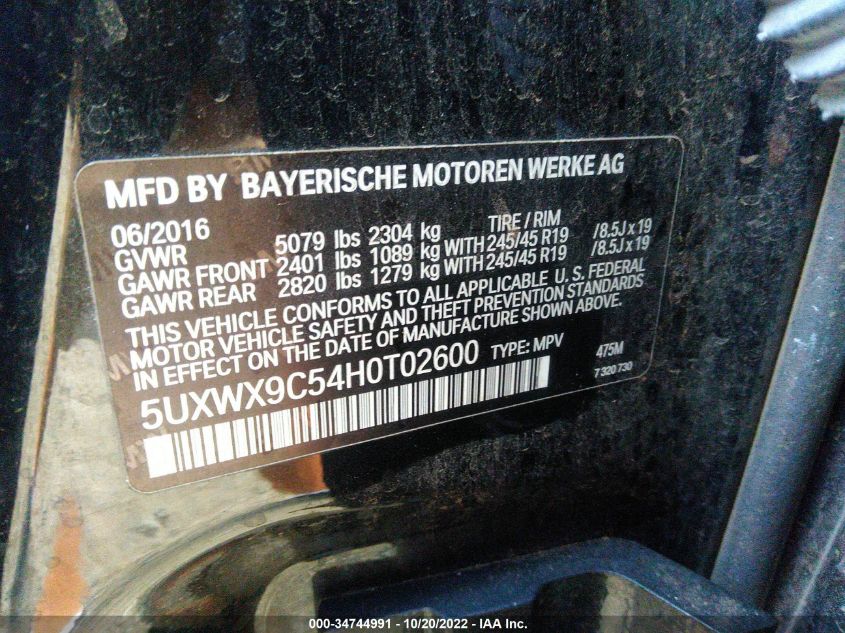 MFD BY BAYERISCHE MOTOREN WERKE AG
06/2016 TIRE / RIM
GVWR 5079 lbs 2304 kg
GAWR FRONT 2401 lbs 1089 kg WITH 245/45 R19 /8.5J x 19
GAWR REAR 2820 lbs 1279 kg WITH 245/45 R19 /8.5J x 19
THIS VEHICLE CONFORMS TO ALL APPLICABLE U.S. FEDERAL
MOTOR VEHICLE SAFETY AND THEFT PREVENTION STANDARDS
IN EFFECT ON THE DATE OF MANUFACTURE SHOWN ABOVE.
5UXWX9C54H0T02600 TYPE: MPV 475M
7 320 730
000-34744991 - 10/20/2022 - IAA Inc.